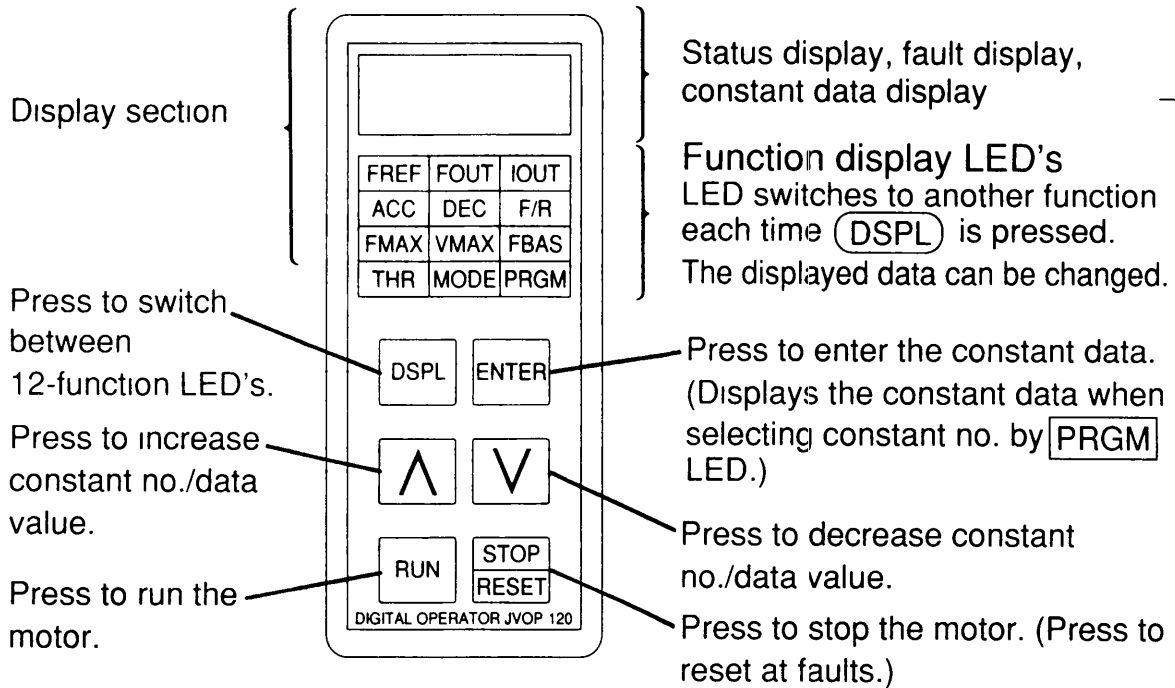 Display section
Status display, fault display,
constant data display
Function display LED's
LED switches to another function
each time DSPL is pressed.
The displayed data can be changed.
FREF FOUT IOUT
ACC DEC F/R
FMAX VMAX FBAS
THR MODE PRGM
Press to switch
between
12-function LED's.
DSPL ENTER
Press to enter the constant data.
(Displays the constant data when
selecting constant no. by PRGM
LED.)
Press to increase
constant no./data
value.
∧ ∨
Press to decrease constant
no./data value.
Press to run the
motor.
RUN
STOP
RESET
Press to stop the motor. (Press to
reset at faults.)
DIGITAL OPERATOR JVOP 120